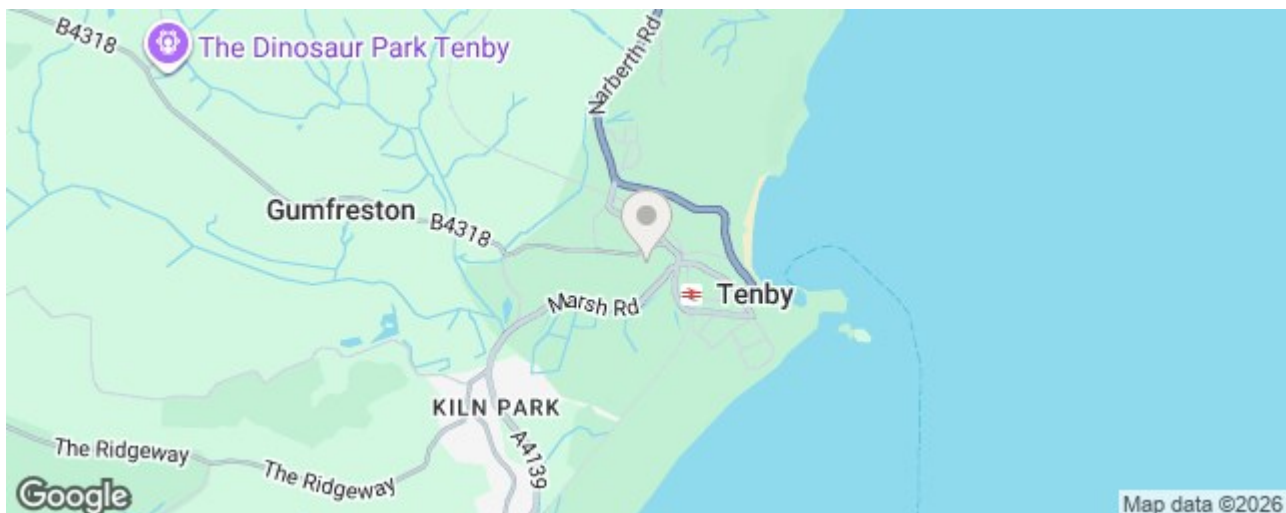 B4318
The Dinosaur Park Tenby
Narberth Rd
Gumfreston
B4318
Marsh Rd
Tenby
KILN PARK
A4139
The Ridgeway
The Ridgeway
Google
Map data ©2026